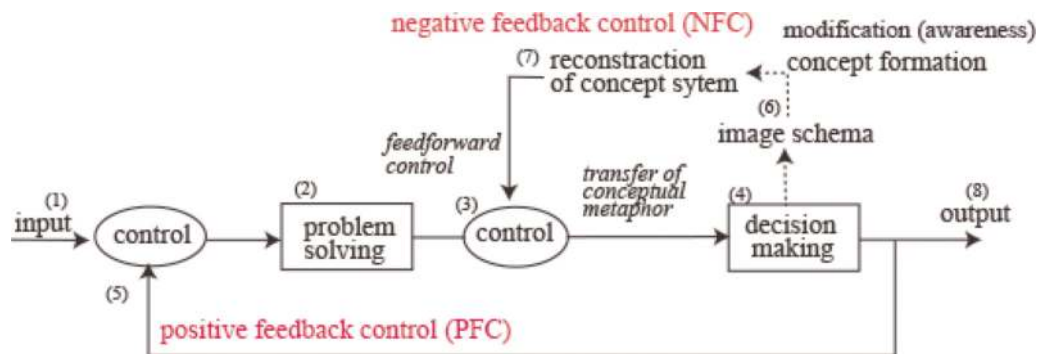 negative feedback control (NFC)
modification (awareness)
concept formation
(7) reconstraction
of concept sytem
(6)
image schema
feedforward
control
transfer of
conceptual
metaphor
(1)
input
control
(2)
problem
solving
(3)
control
(4)
decision
making
(8)
output
(5)
positive feedback control (PFC)